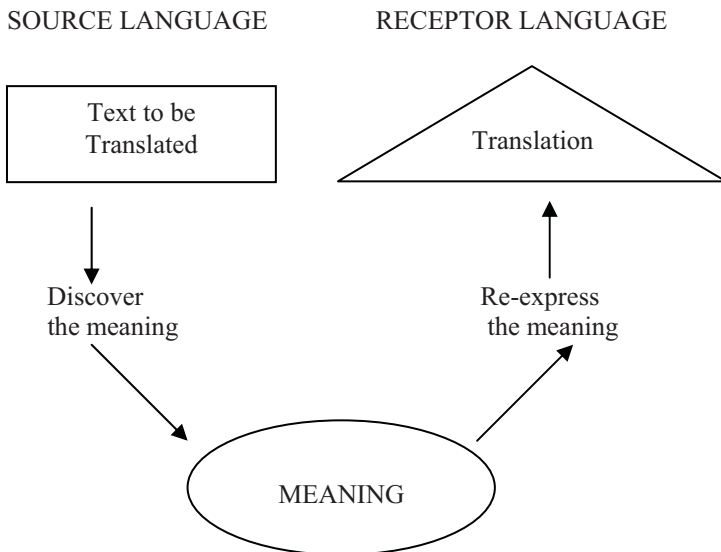 SOURCE LANGUAGE
RECEPTOR LANGUAGE
Text to be
Translated
Translation
Discover
the meaning
Re-express
the meaning
MEANING